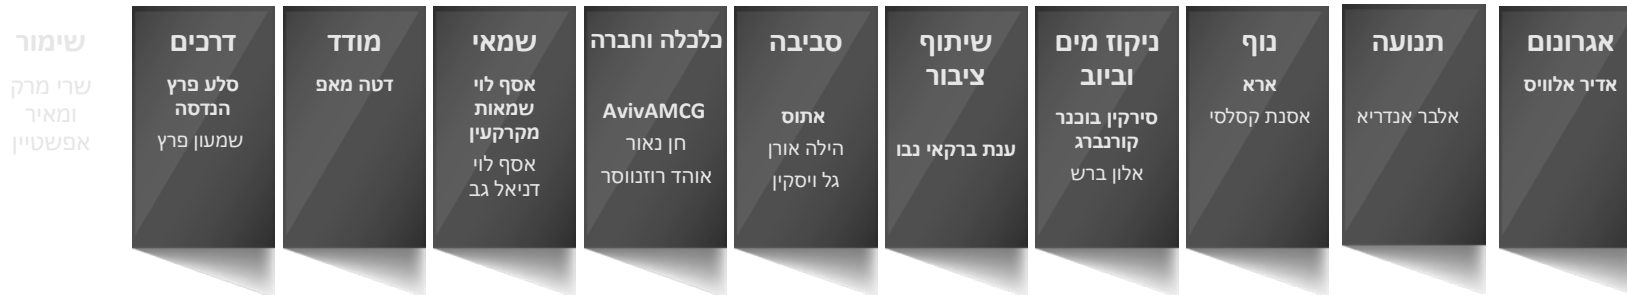 אגרונום
אדיר אלוויס
תנועה
אלבר אנדריא
נוף
ארא
אסנת קסלסי
ניקוז מים
וביוב
סירקין בוכנר
קורנברג
אלון ברש
שיתוף
ציבור
ענת ברקאי נבו
סביבה
אתוס
הילה אורן
גל ויסקין
כלכלה וחברה
AvivAMCG
חן נאור
אוהד רוזנווסר
שמאי
אסף לוי
שמאות
מקרקעין
אסף לוי
דניאל גב
מודד
דטה מאפ
דרכים
סלע פרץ
הנדסה
שמעון פרץ
שימור
שרי מרק
ומאיר
אפשטיין